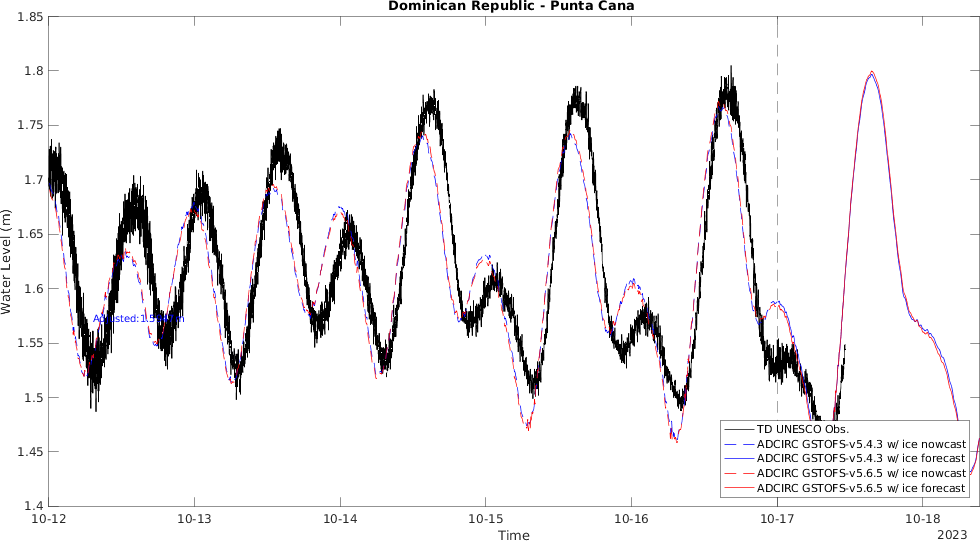 Dominican Republic - Punta Cana
Water Level (m)
1.85
1.8
1.75
1.7
1.65
1.6
1.55
1.5
1.45
1.4
Adjusted:
TD UNESCO Obs.
ADCIRC GSTOFS-v5.4.3 w/ ice nowcast
ADCIRC GSTOFS-v5.4.3 w/ ice forecast
ADCIRC GSTOFS-v5.6.5 w/ ice nowcast
ADCIRC GSTOFS-v5.6.5 w/ ice forecast
10-12 10-13 10-14 10-15 10-16 10-17 10-18
Time
2023